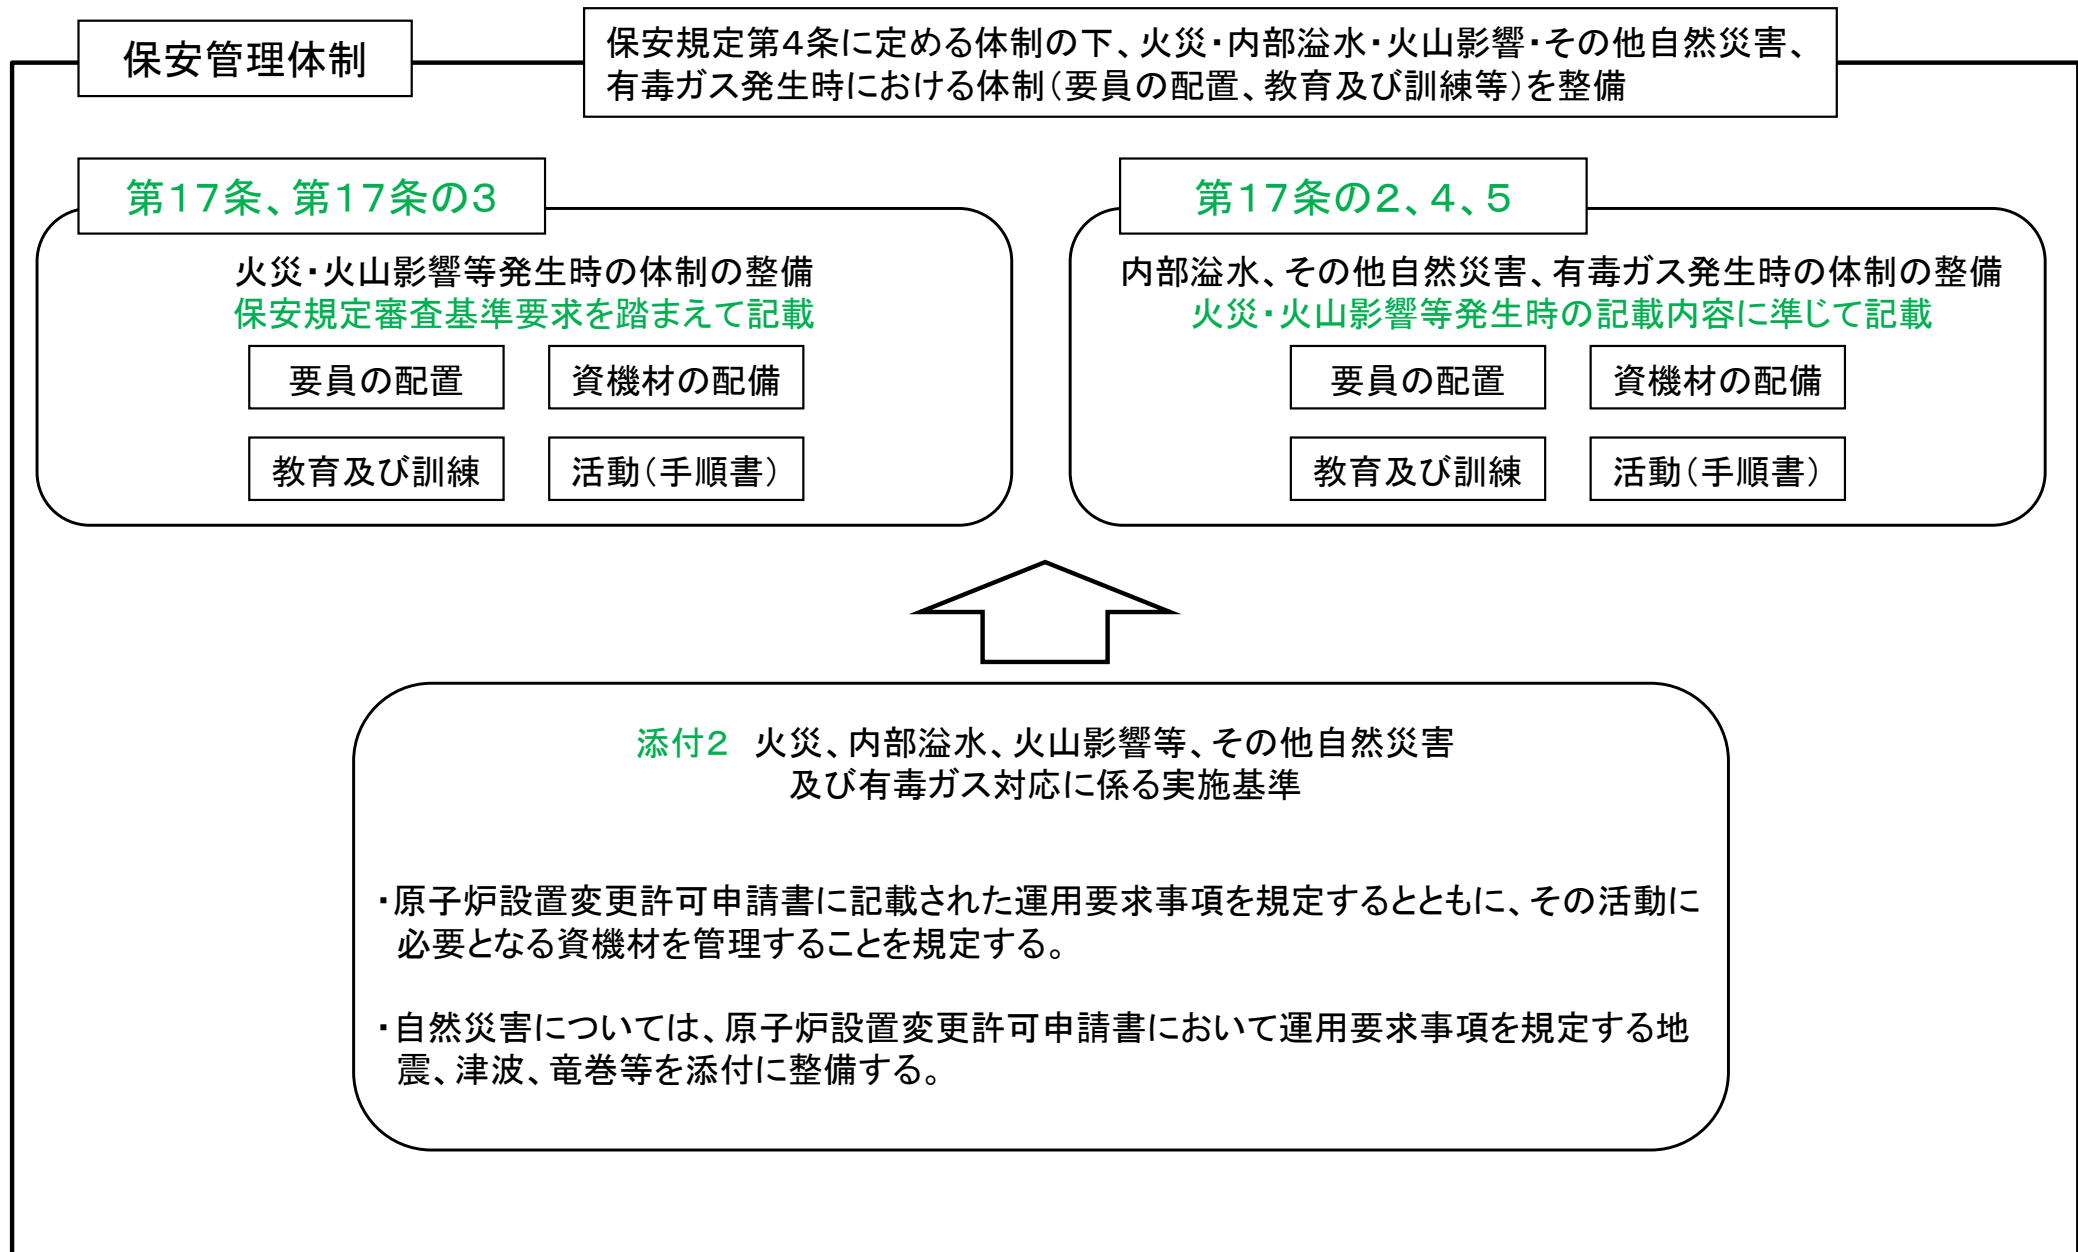 保安管理体制
保安規定第4条に定める体制の下、火災・内部溢水・火山影響・その他自然災害、
有毒ガス発生時における体制(要員の配置、教育及び訓練等)を整備
第17条、第17条の3
火災・火山影響等発生時の体制の整備
保安規定審査基準要求を踏まえて記載
要員の配置
資機材の配備
教育及び訓練
活動(手順書)
第17条の2、4、5
内部溢水、その他自然災害、有毒ガス発生時の体制の整備
火災・火山影響等発生時の記載内容に準じて記載
要員の配置
資機材の配備
教育及び訓練
活動(手順書)
添付2 火災、内部溢水、火山影響等、その他自然災害
及び有毒ガス対応に係る実施基準
・原子炉設置変更許可申請書に記載された運用要求事項を規定するとともに、その活動に
必要となる資機材を管理することを規定する。
・自然災害については、原子炉設置変更許可申請書において運用要求事項を規定する地
震、津波、竜巻等を添付に整備する。